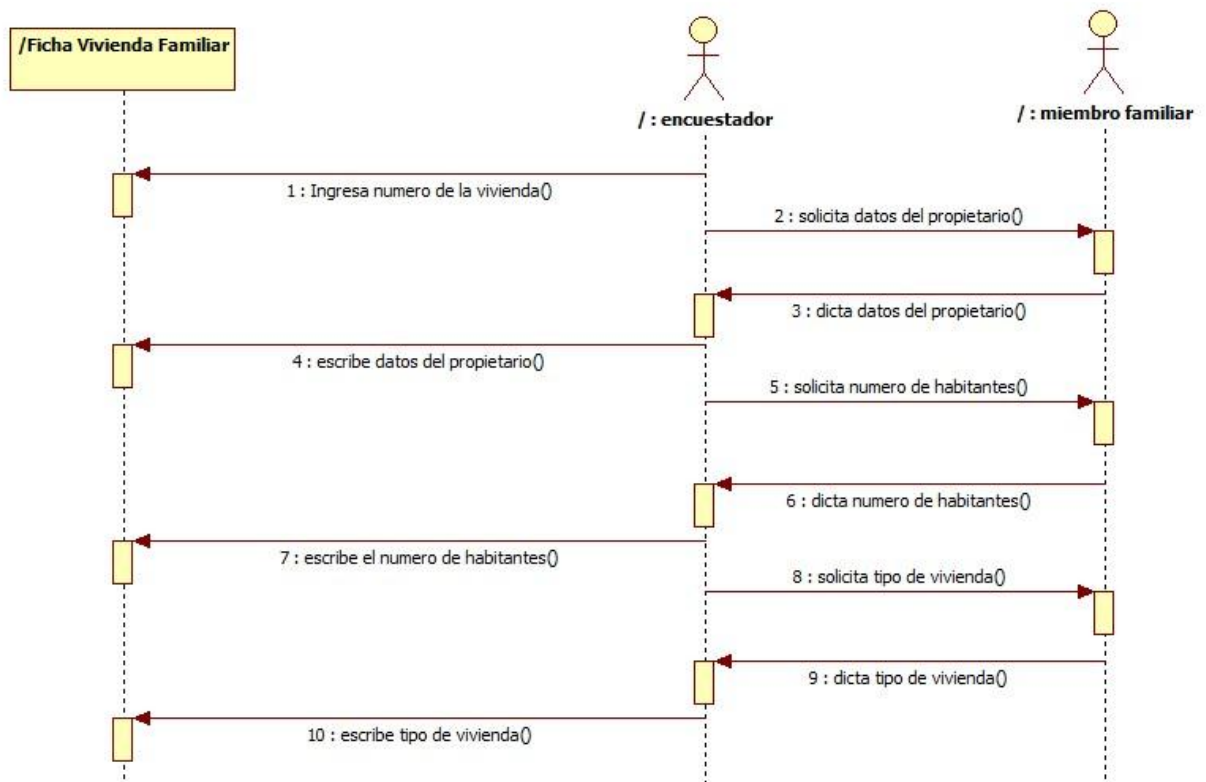 /Ficha Vivienda Familiar
/ : encuestador
/ : miembro familiar
1 : Ingresa numero de la vivienda()
2 : solicita datos del propietario()
3 : dicta datos del propietario()
4 : escribe datos del propietario()
5 : solicita numero de habitantes()
6 : dicta numero de habitantes()
7 : escribe el numero de habitantes()
8 : solicita tipo de vivienda()
9 : dicta tipo de vivienda()
10 : escribe tipo de vivienda()